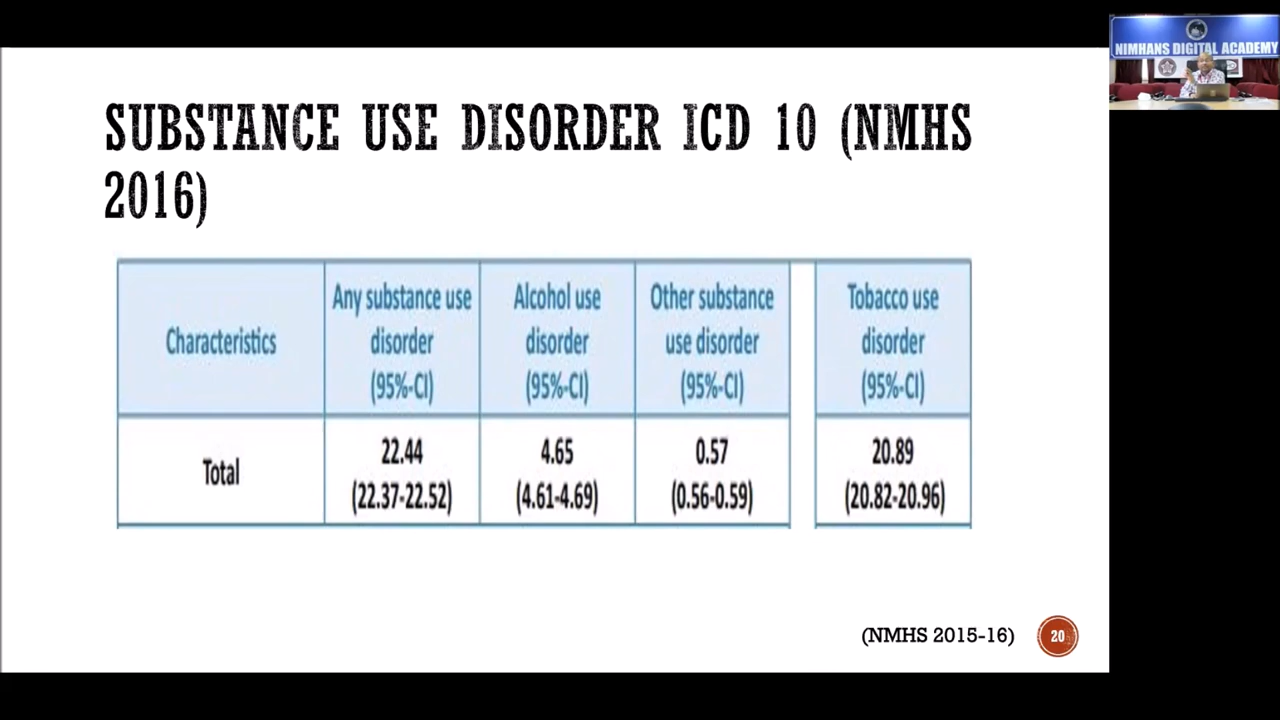 NIMHANS DIGITAL ACADEMY
SUBSTANCE USE DISORDER ICD 10 (NMHS
2016)
Characteristics
Any substance use
disorder
(95%-CI)
Alcohol use
disorder
(95%-CI)
Other substance
use disorder
(95%-CI)
Tobacco use
disorder
(95%-CI)
Total
22.44
(22.37-22.52)
4.65
(4.61-4.69)
0.57
(0.56-0.59)
20.89
(20.82-20.96)
(NMHS 2015-16)
20